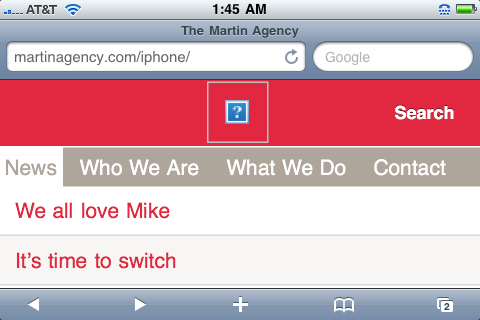 AT&T 1:45 AM
The Martin Agency
martinagency.com/iphone/ Google
?
Search
News Who We Are What We Do Contact
We all love Mike
It's time to switch
2